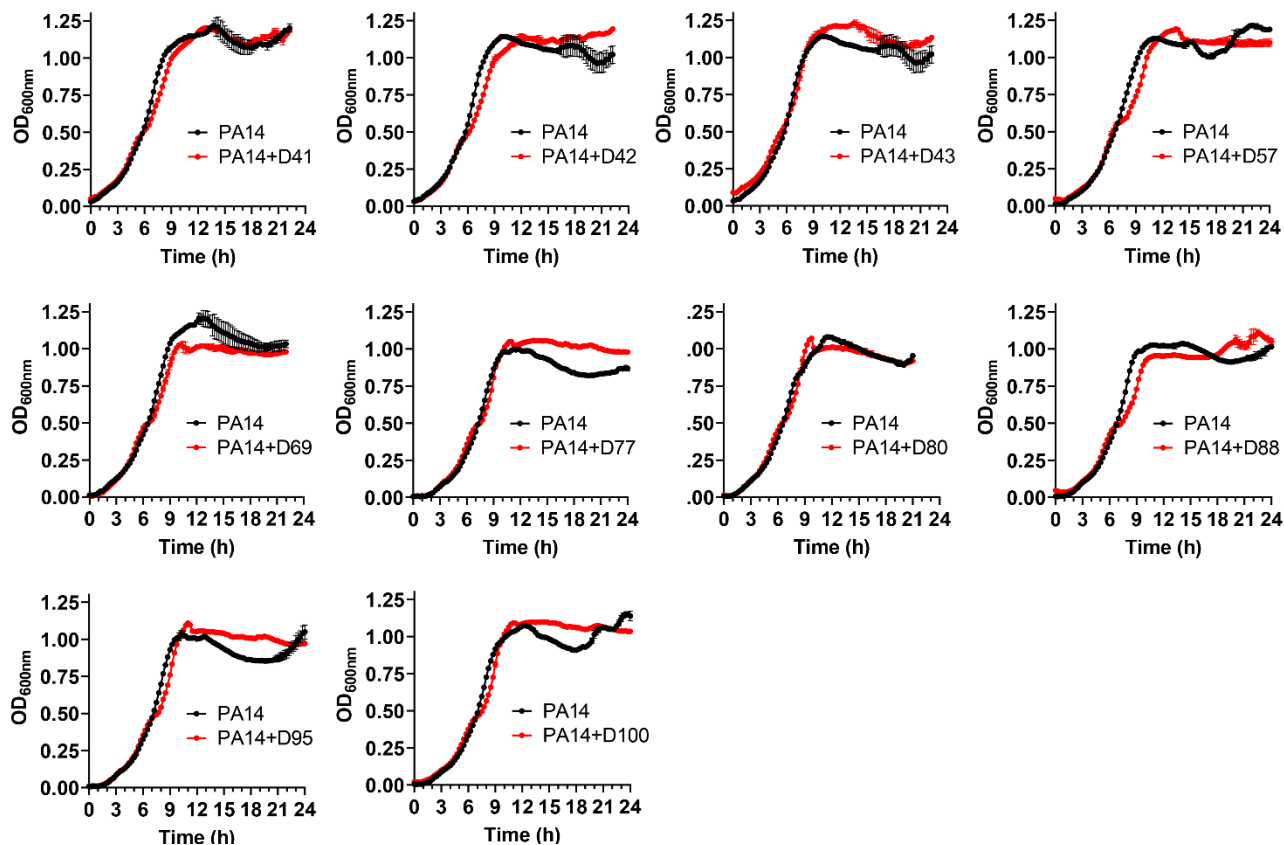 OD600nm
1.25
1.00
0.75
0.50
0.25
0.00
PA14
PA14+D41
0 3 6 9 12 15 18 21 24
Time (h)
OD600nm
1.25
1.00
0.75
0.50
0.25
0.00
PA14
PA14+D42
0 3 6 9 12 15 18 21 24
Time (h)
OD600nm
1.25
1.00
0.75
0.50
0.25
0.00
PA14
PA14+D43
0 3 6 9 12 15 18 21 24
Time (h)
OD600nm
1.25
1.00
0.75
0.50
0.25
0.00
PA14
PA14+D57
0 3 6 9 12 15 18 21 24
Time (h)
OD600nm
1.25
1.00
0.75
0.50
0.25
0.00
PA14
PA14+D69
0 3 6 9 12 15 18 21 24
Time (h)
OD600nm
1.25
1.00
0.75
0.50
0.25
0.00
PA14
PA14+D77
0 3 6 9 12 15 18 21 24
Time (h)
.25
.00
.75
.50
.25
.00
PA14
PA14+D80
0 3 6 9 12 15 18 21 24
Time (h)
OD600nm
1.25
1.00
0.75
0.50
0.25
0.00
PA14
PA14+D88
0 3 6 9 12 15 18 21 24
Time (h)
OD600nm
1.25
1.00
0.75
0.50
0.25
0.00
PA14
PA14+D95
0 3 6 9 12 15 18 21 24
Time (h)
OD600nm
1.25
1.00
0.75
0.50
0.25
0.00
PA14
PA14+D100
0 3 6 9 12 15 18 21 24
Time (h)